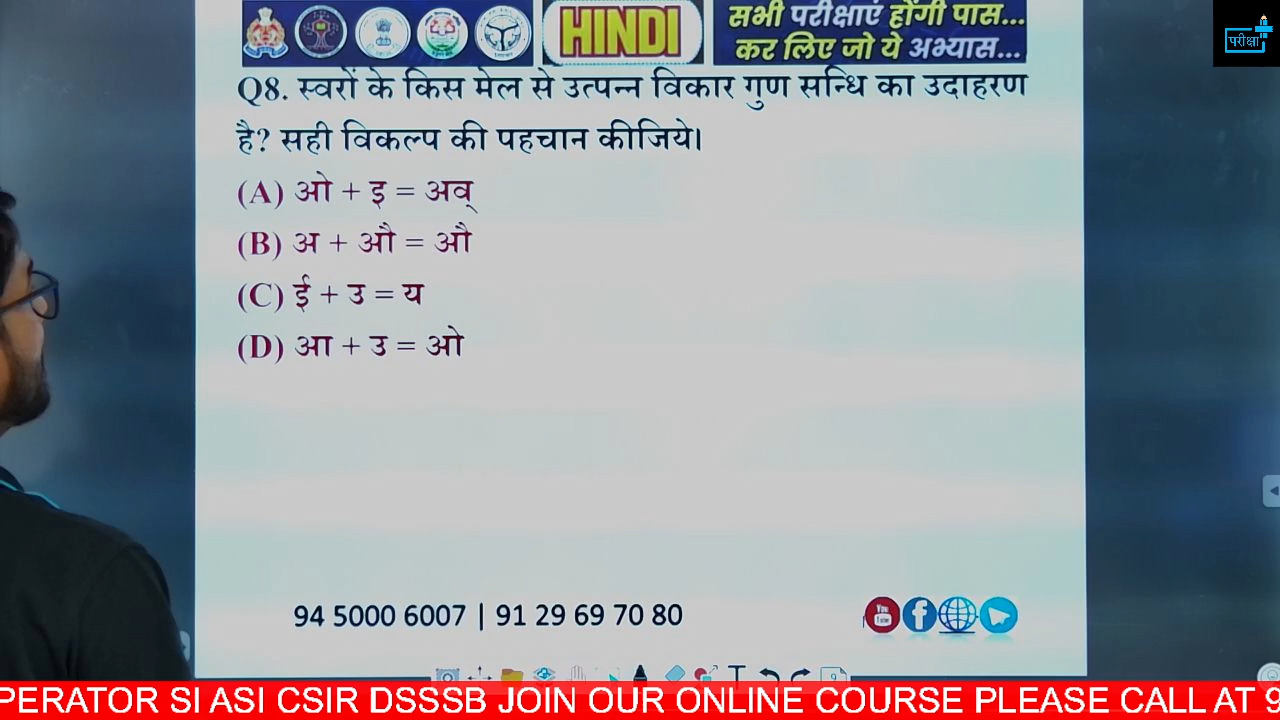 HINDI
सभी परीक्षाएं होंगी पास...
कर लिए जो ये अभ्यास...
परीक्षा
Q8. स्वरों के किस मेल से उत्पन्न विकार गुण सन्धि का उदाहरण
है? सही विकल्प की पहचान कीजिये।
(A) ओ + इ = अव्
(B) अ + औ = औ
(C) ई + उ = य
(D) आ + उ = ओ
94 5000 6007 | 91 29 69 70 80
You Tube
PERATOR SI ASI CSIR DSSSB JOIN OUR ONLINE COURSE PLEASE CALL AT 9